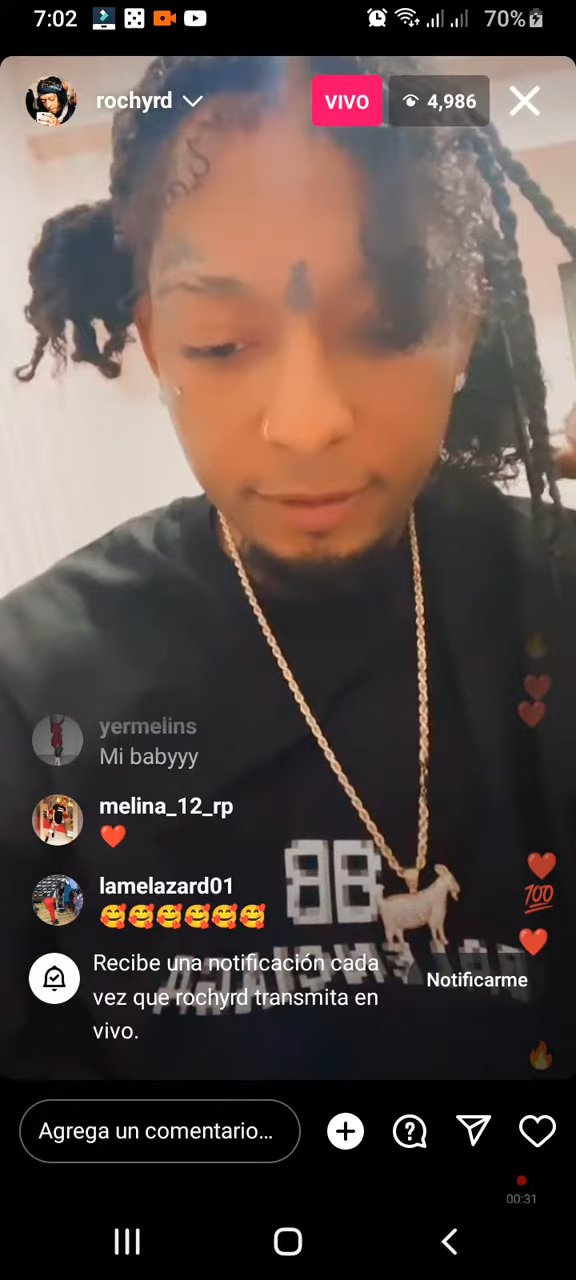 7:02
70%
rochyrd
VIVO
4,986
yermelins
Mi babyyy
melina_12_rp
❤️
lamelazard01
🥰🥰🥰🥰🥰🥰
Recibe una notificación cada
vez que rochyrd transmita en
vivo.
Notificarme
💯
Agrega un comentario...
00:31